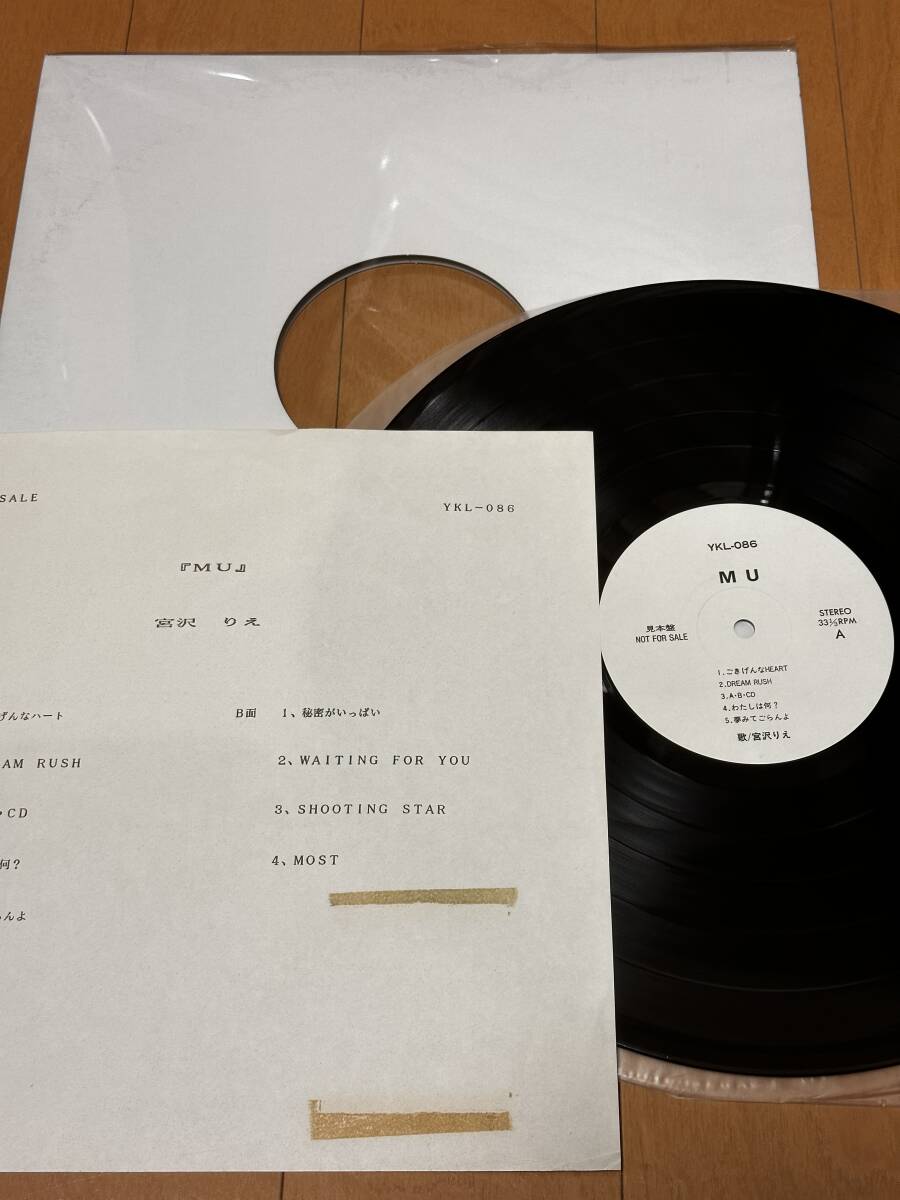 SALE
YKL-086
『MU』
宮沢 りえ
げんなハート
AM RUSH
・CD
何?
らんよ
B面 1、秘密がいっぱい
2、WAITING FOR YOU
3、SHOOTING STAR
4、MOST
YKL-086
MU
見本盤
NOT FOR SALE
STEREO
33⅓RPM
A
1.ごきげんなHEART
2.DREAM RUSH
3.A・B・CD
4.わたしは何?
5.夢みてごらんよ
歌/宮沢りえ